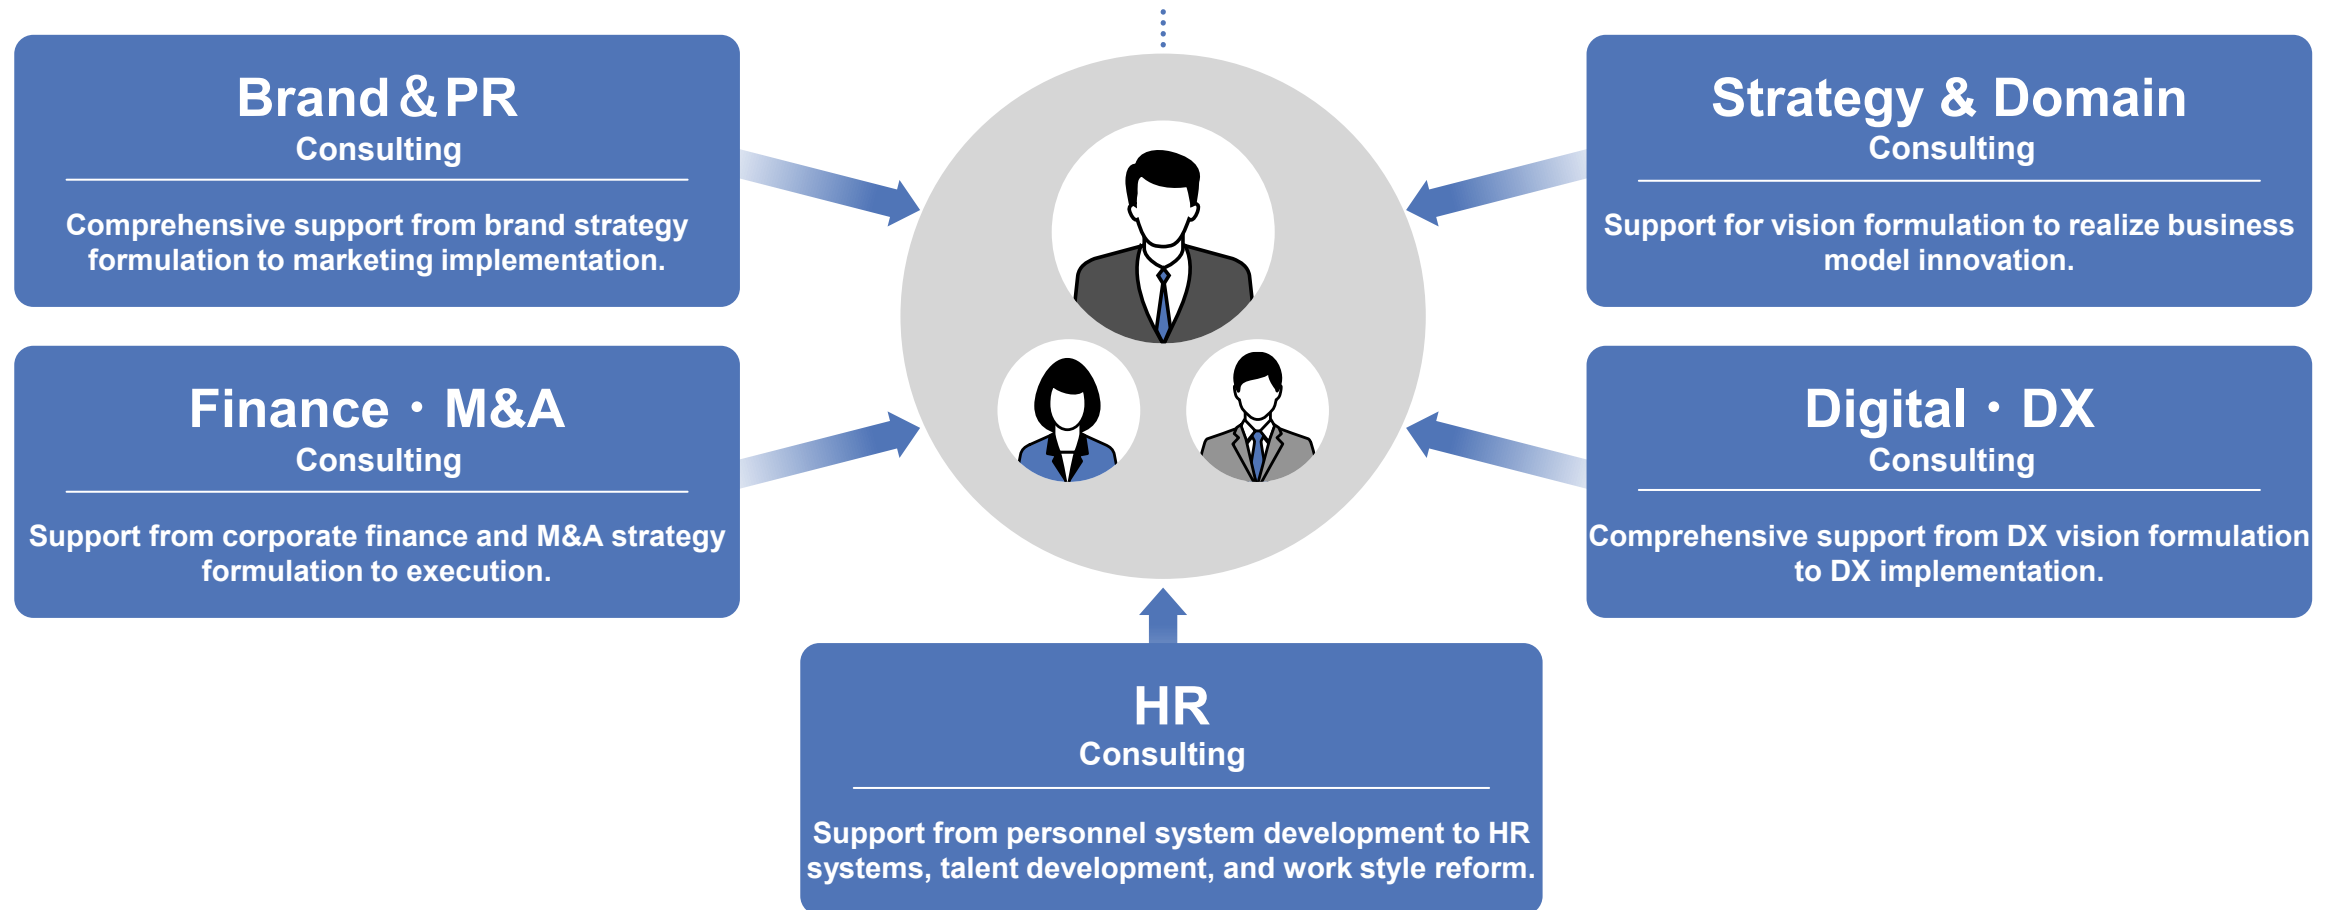 Brand＆PR
Consulting
Comprehensive support from brand strategy
formulation to marketing implementation.
Finance・M&A
Consulting
Support from corporate finance and M&A strategy
formulation to execution.
Strategy & Domain
Consulting
Support for vision formulation to realize business
model innovation.
Digital・DX
Consulting
Comprehensive support from DX vision formulation
to DX implementation.
HR
Consulting
Support from personnel system development to HR
systems, talent development, and work style reform.